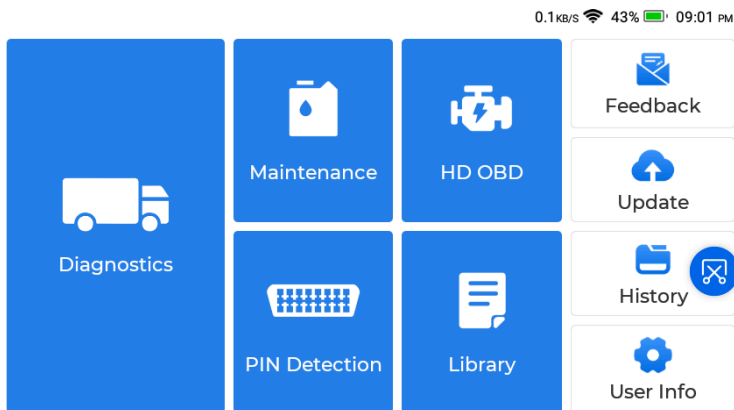 0.1KB/S 43% 09:01 PM
Diagnostics
Maintenance
HD OBD
PIN Detection
Library
Feedback
Update
History
User Info